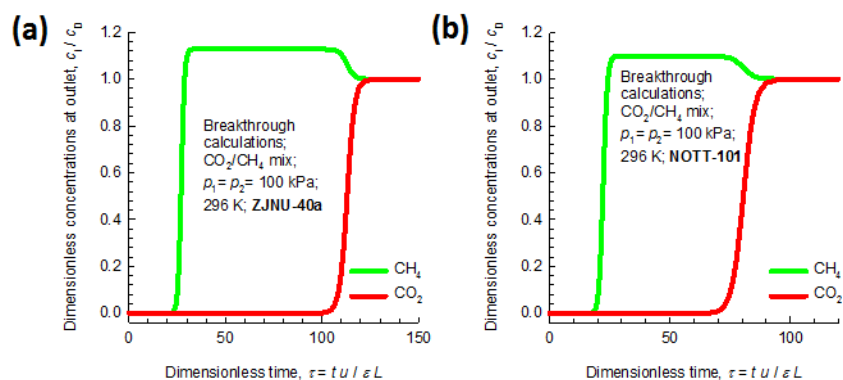 (a)
Dimensionless concentrations at outlet, cᵢ / c₀
1.2
1.0
0.8
0.6
0.4
0.2
0.0
Breakthrough
calculations;
CO₂/CH₄ mix;
p₁ = p₂ = 100 kPa;
296 K; ZJNU-40a
CH₄
CO₂
0
50
100
150
Dimensionless time, τ = t u / ε L
(b)
Dimensionless concentrations at outlet, cᵢ / c₀
1.2
1.0
0.8
0.6
0.4
0.2
0.0
Breakthrough
calculations;
CO₂/CH₄ mix;
p₁ = p₂ = 100 kPa;
296 K; NOTT-101
CH₄
CO₂
0
50
100
Dimensionless time, τ = t u / ε L